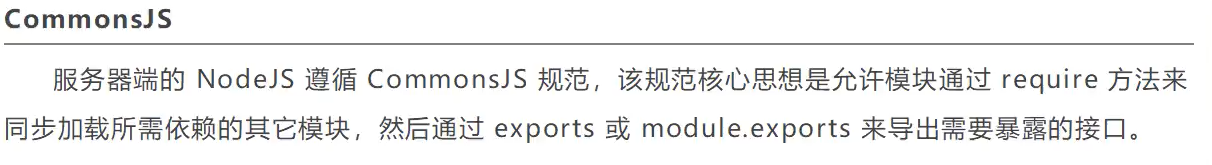 CommonsJS
服务器端的 NodeJS 遵循 CommonsJS 规范，该规范核心思想是允许模块通过 require 方法来
同步加载所需依赖的其它模块，然后通过 exports 或 module.exports 来导出需要暴露的接口。